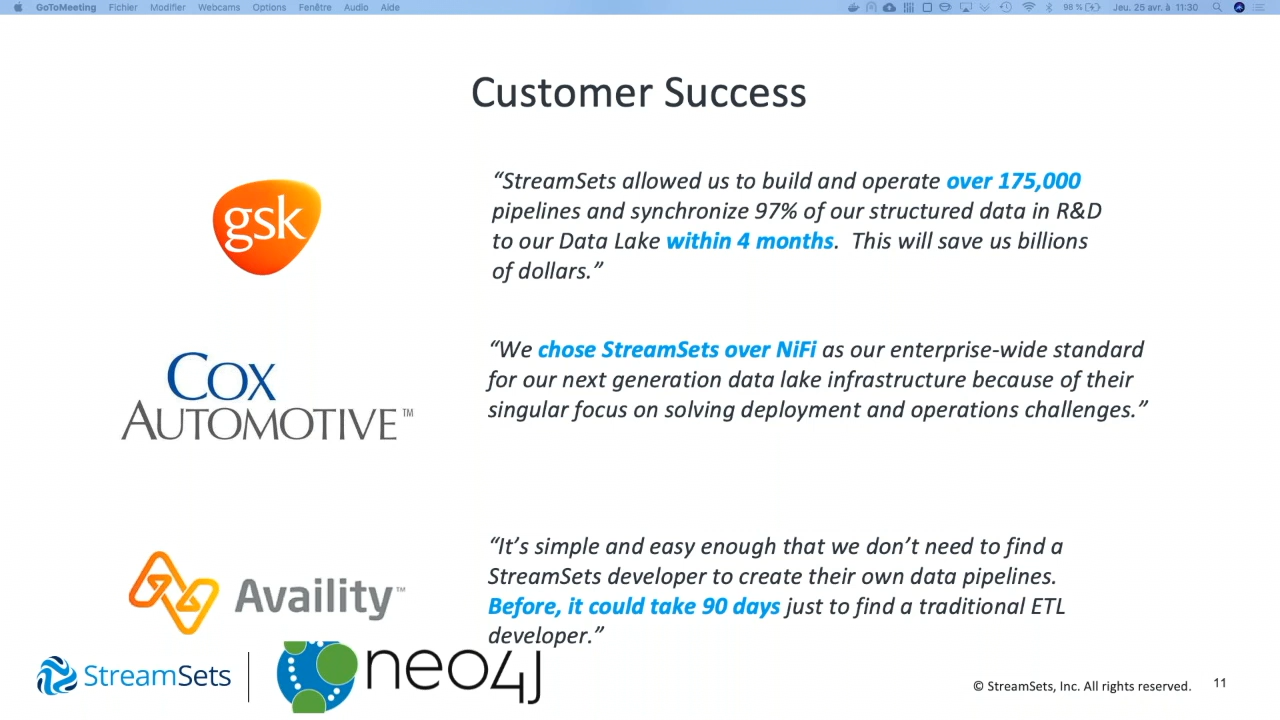 GoToMeeting Fichier Modifier Webcams Options Fenêtre Audio Aide 98 % Jeu. 25 avr. à 11:30
Customer Success
gsk
“StreamSets allowed us to build and operate over 175,000
pipelines and synchronize 97% of our structured data in R&D
to our Data Lake within 4 months. This will save us billions
of dollars.”
COX
AUTOMOTIVE™
“We chose StreamSets over NiFi as our enterprise-wide standard
for our next generation data lake infrastructure because of their
singular focus on solving deployment and operations challenges.”
Availity™
“It’s simple and easy enough that we don’t need to find a
StreamSets developer to create their own data pipelines.
Before, it could take 90 days just to find a traditional ETL
developer.”
StreamSets
neo4j
© StreamSets, Inc. All rights reserved. 11